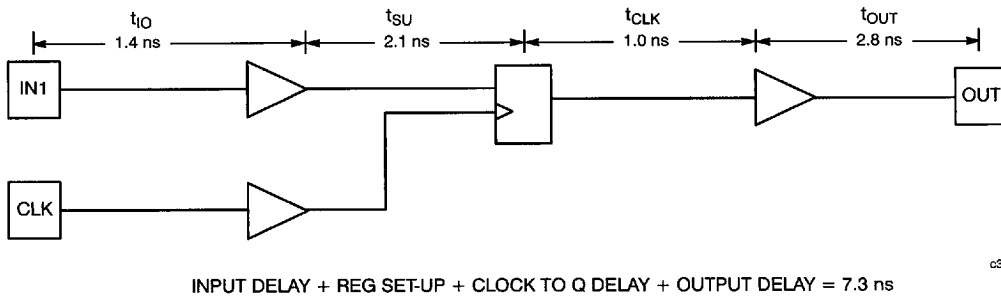 tIO tSU tCLK tOUT
1.4 ns 2.1 ns 1.0 ns 2.8 ns
IN1 OUT
CLK
c3
INPUT DELAY + REG SET-UP + CLOCK TO Q DELAY + OUTPUT DELAY = 7.3 ns